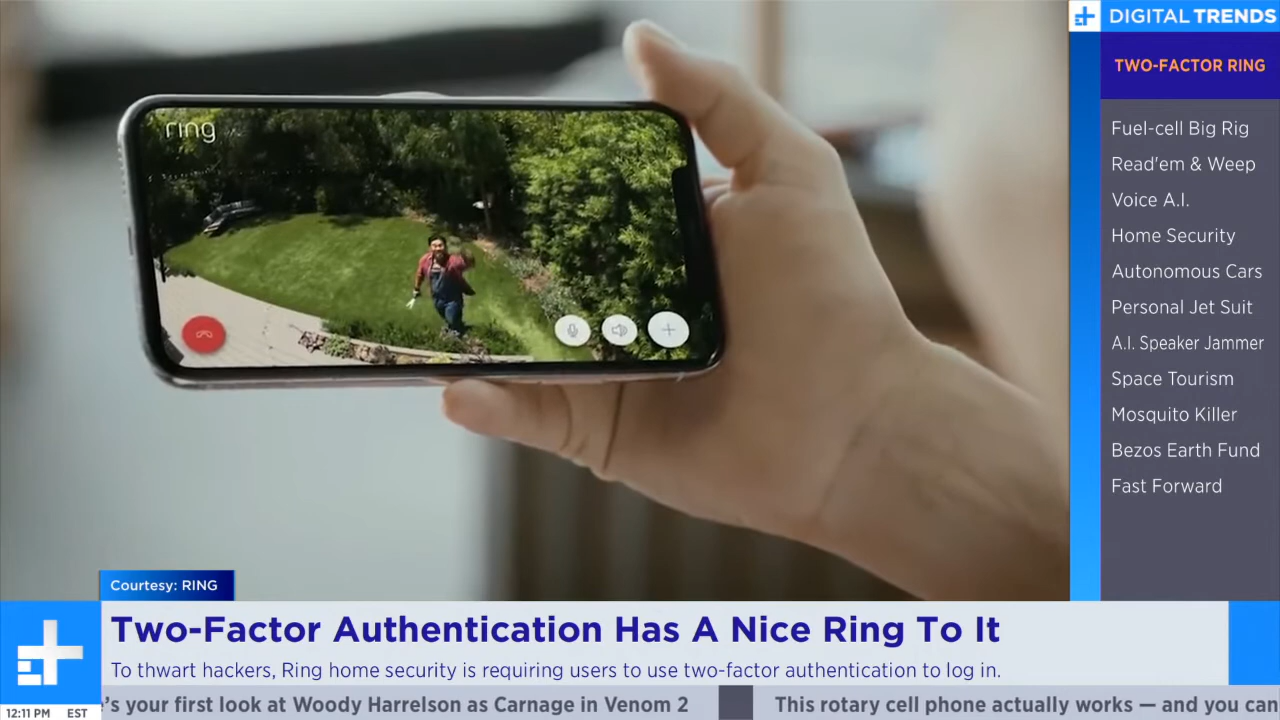 DIGITAL TRENDS
TWO-FACTOR RING
Fuel-cell Big Rig
Read'em & Weep
Voice A.I.
Home Security
Autonomous Cars
Personal Jet Suit
A.I. Speaker Jammer
Space Tourism
Mosquito Killer
Bezos Earth Fund
Fast Forward
ring
Courtesy: RING
Two-Factor Authentication Has A Nice Ring To It
To thwart hackers, Ring home security is requiring users to use two-factor authentication to log in.
12:11 PM EST
's your first look at Woody Harrelson as Carnage in Venom 2
This rotary cell phone actually works — and you can